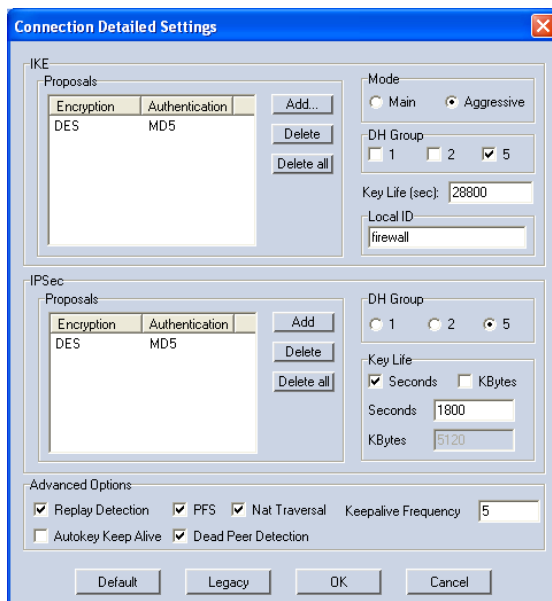 Connection Detailed Settings
IKE
Proposals
Encryption Authentication
DES MD5
Add...
Delete
Delete all
Mode
Main Aggressive
DH Group
1 2 5
Key Life (sec): 28800
Local ID
firewall
IPSec
Proposals
Encryption Authentication
DES MD5
Add
Delete
Delete all
DH Group
1 2 5
Key Life
Seconds KBytes
Seconds 1800
KBytes 5120
Advanced Options
Replay Detection PFS Nat Traversal Keepalive Frequency 5
Autokey Keep Alive Dead Peer Detection
Default Legacy OK Cancel